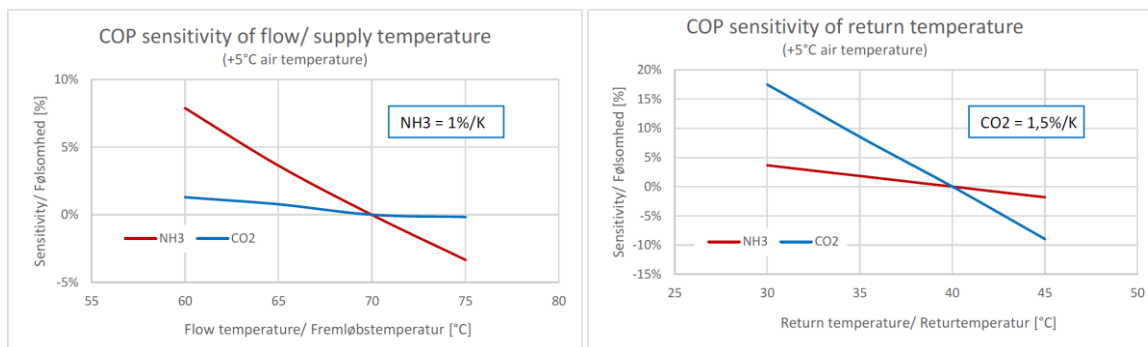 COP sensitivity of flow/ supply temperature
(+5°C air temperature)
Sensitivity/ Følsomhed [%]
10%
5%
0%
-5%
NH3 = 1%/K
NH3
CO2
55
60
65
70
75
80
Flow temperature/ Fremløbstemperatur [°C]
COP sensitivity of return temperature
(+5°C air temperature)
Sensitivity/ Følsomhed [%]
20%
15%
10%
5%
0%
-5%
-10%
-15%
CO2 = 1,5%/K
NH3
CO2
25
30
35
40
45
50
Return temperature/ Returtemperatur [°C]